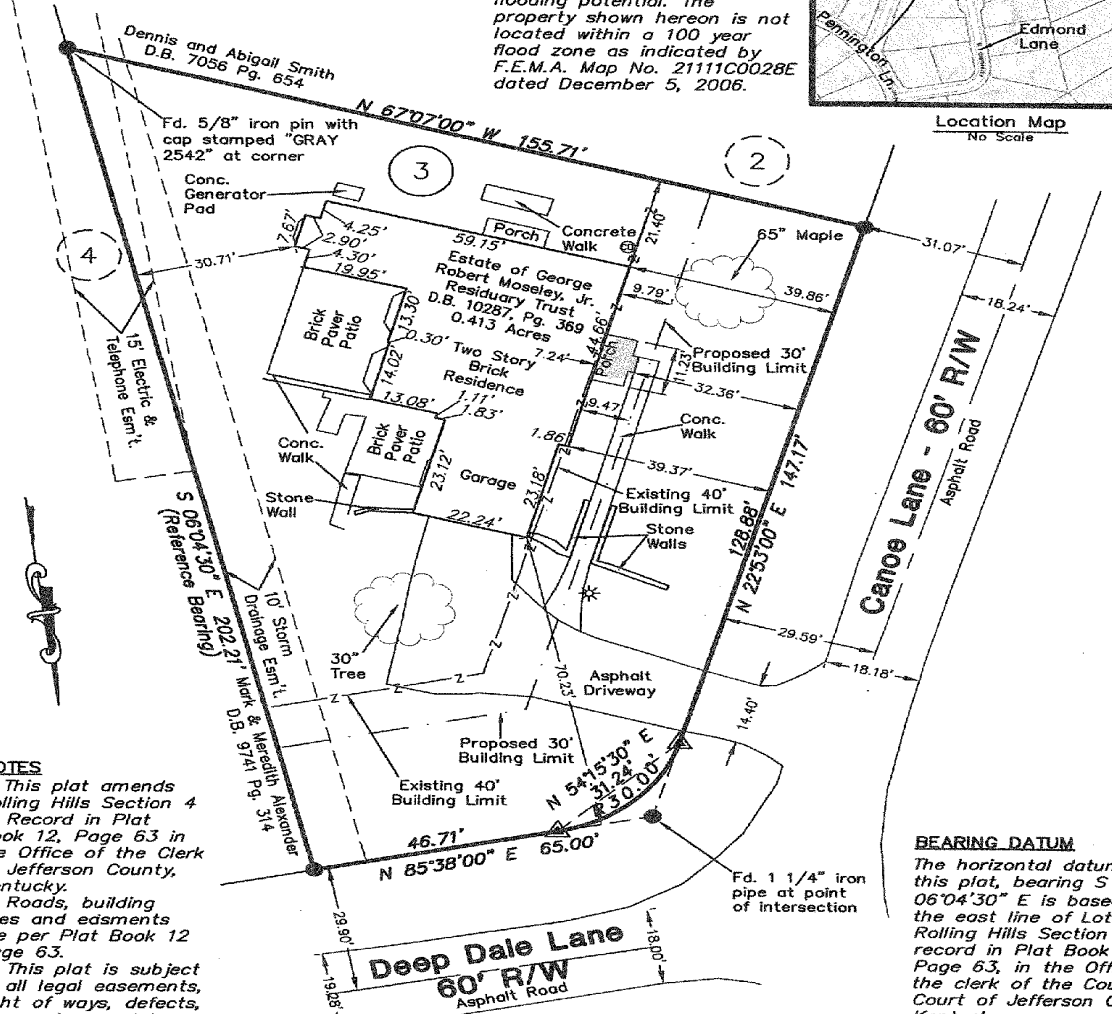 flooding potential. The
property shown hereon is not
located within a 100 year
flood zone as indicated by
F.E.M.A. Map No. 21111C0028E
dated December 5, 2006.
Pennington Ln.
Edmond
Lane
Location Map
No Scale
Dennis and Abigail Smith
D.B. 7056 Pg. 654
N 67°07'00" W 155.71'
Fd. 5/8" iron pin with
cap stamped "GRAY
2542" at corner
3
2
4
Conc.
Generator
Pad
Porch
Concrete
Walk
21.40'
65" Maple
31.07'
18.24'
7.67'
4.25'
2.90'
4.30'
19.95'
59.15'
30.71'
Estate of George
Robert Moseley, Jr.
Residuary Trust
D.B. 10287, Pg. 369
0.413 Acres
9.79'
39.86'
Brick
Paver
Patio
13.30'
0.30'
14.02'
Two Story
Brick
Residence
7.24'
44.66'
Porch
11.23'
Proposed 30'
Building Limit
32.36'
15' Electric &
Telephone Esm't.
13.08'
1.11'
1.83'
9.47'
Conc.
Walk
1.86'
39.37'
Conc.
Walk
Brick
Paver
Patio
23.12'
Garage
23.18'
Existing 40'
Building Limit
Stone
Wall
22.24'
Stone
Walls
128.88'
N 22°53'00" E 147.17'
Canoe Lane - 60' R/W
Asphalt Road
S 06°04'30" E 202.21'
(Reference Bearing)
10' Storm
Drainage Esm't.
Mark & Meredith Alexander
D.B. 9741 Pg. 314
30"
Tree
70.23'
Asphalt
Driveway
29.59'
18.18'
14.40'
Proposed 30'
Building Limit
Existing 40'
Building Limit
N 54°15'30" E
31.24'
R 30.00'
46.71'
N 85°38'00" E 65.00'
Fd. 1 1/4" iron
pipe at point
of intersection
29.90'
19.28'
18.00'
Deep Dale Lane
60' R/W
Asphalt Road
OTES
This plat amends
olling Hills Section 4
Record in Plat
ook 12, Page 63 in
e Office of the Clerk
Jefferson County,
entucky.
Roads, building
es and easments
e per Plat Book 12
age 63.
This plat is subject
all legal easements,
ht of ways, defects,
BEARING DATUM
The horizontal datum
this plat, bearing S
06°04'30" E is base
the east line of Lot
Rolling Hills Section
record in Plat Book
Page 63, in the Offi
the clerk of the Cou
Court of Jefferson C